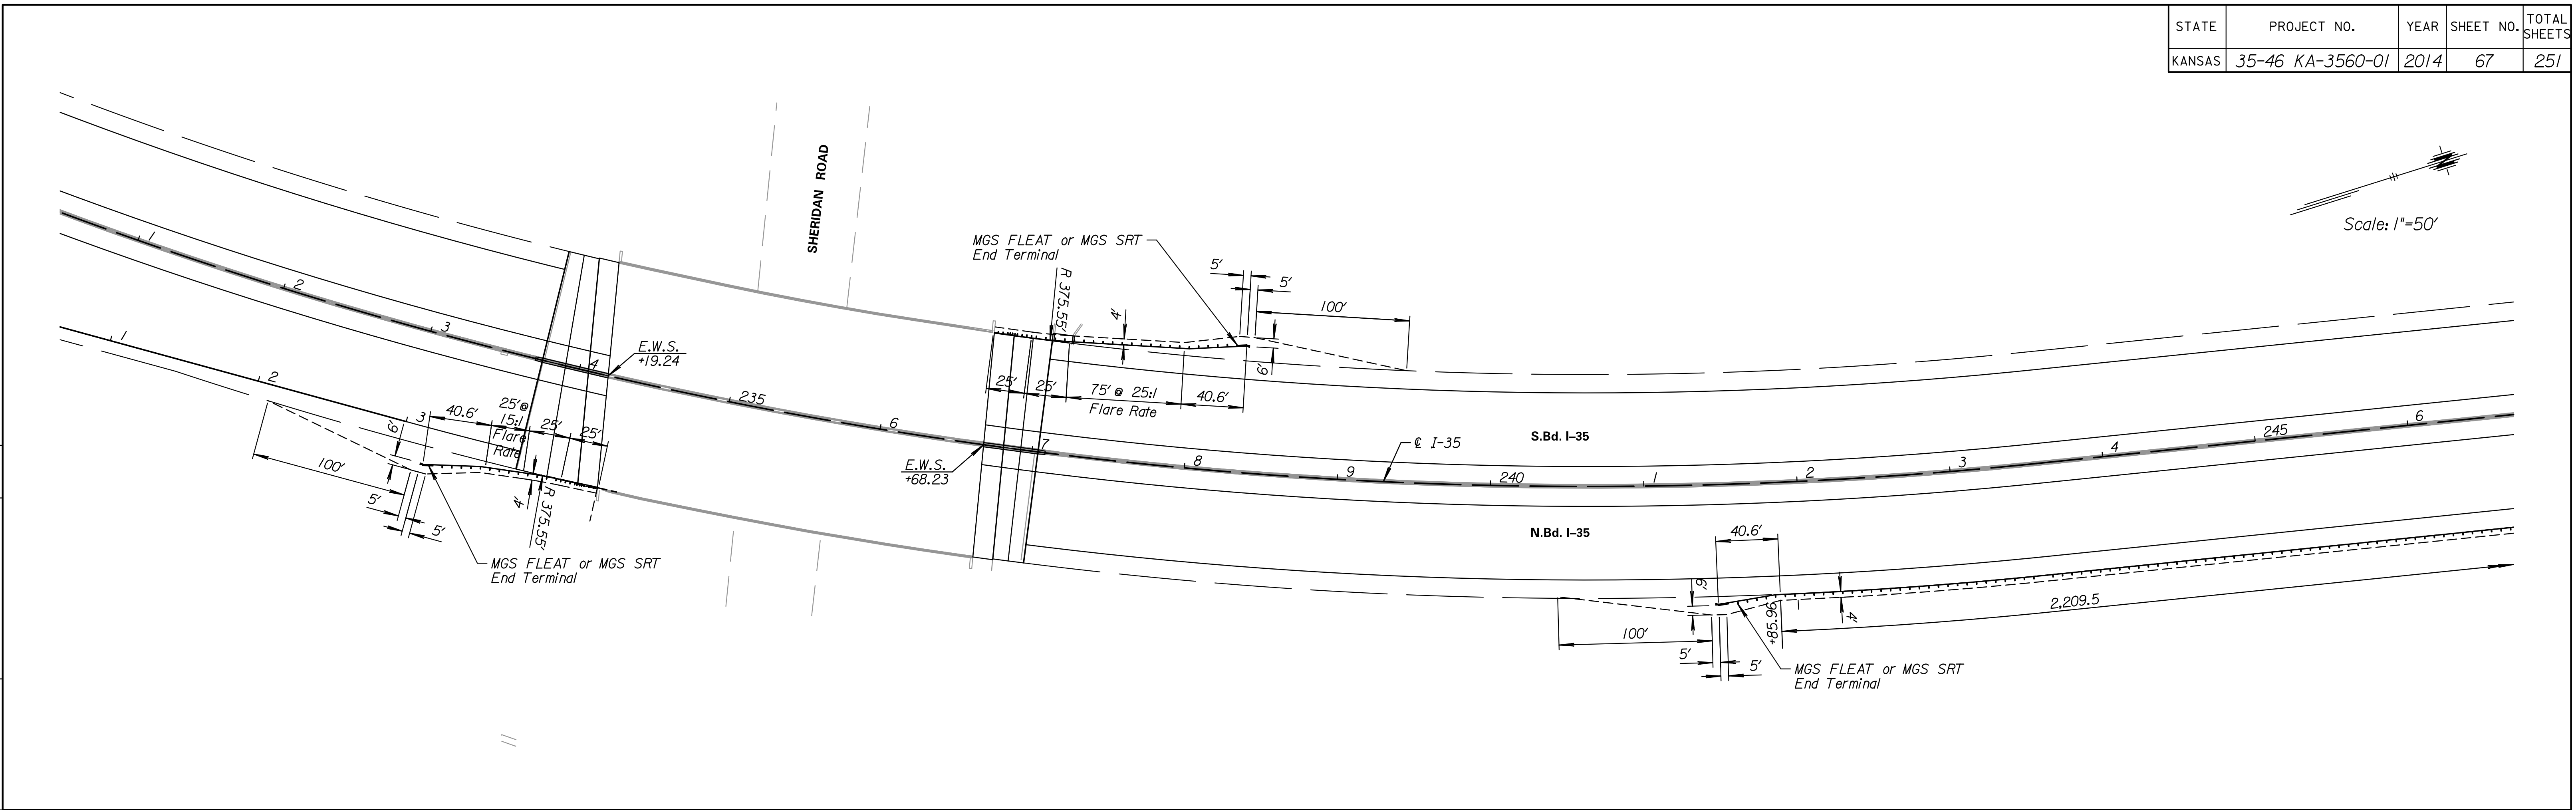 STATE PROJECT NO. YEAR SHEET NO. TOTAL SHEETS
KANSAS 35-46 KA-3560-01 2014 67 251
N
Scale: 1"=50'
SHERIDAN ROAD
MGS FLEAT or MGS SRT
End Terminal
R 375.55'
4'
5'
5'
100'
6'
25'
25'
75' @ 25:1
Flare Rate
40.6'
1
2
3
4
235
6
7
8
9
240
1
2
3
4
245
6
E.W.S.
+19.24
E.W.S.
+68.23
℄ I-35
S.Bd. I-35
N.Bd. I-35
1
2
3
40.6'
25'@
15:1
Flare
Rate
25'
25'
6'
100'
5'
5'
4'
R 375.55'
MGS FLEAT or MGS SRT
End Terminal
40.6'
6'
100'
5'
5'
+85.96
4'
2,209.5
MGS FLEAT or MGS SRT
End Terminal